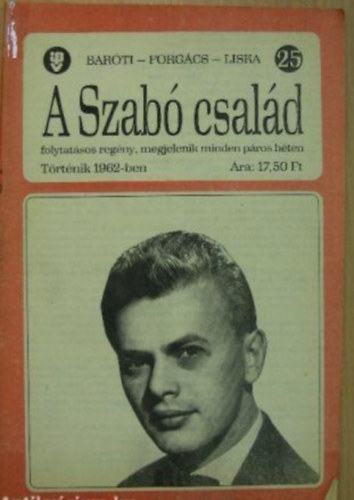 BARÓTI – FORGÁCS – LISKA 25
A Szabó család
folytatásos regény, megjelenik minden páros héten
Történik 1962-ben Ára: 17,50 Ft